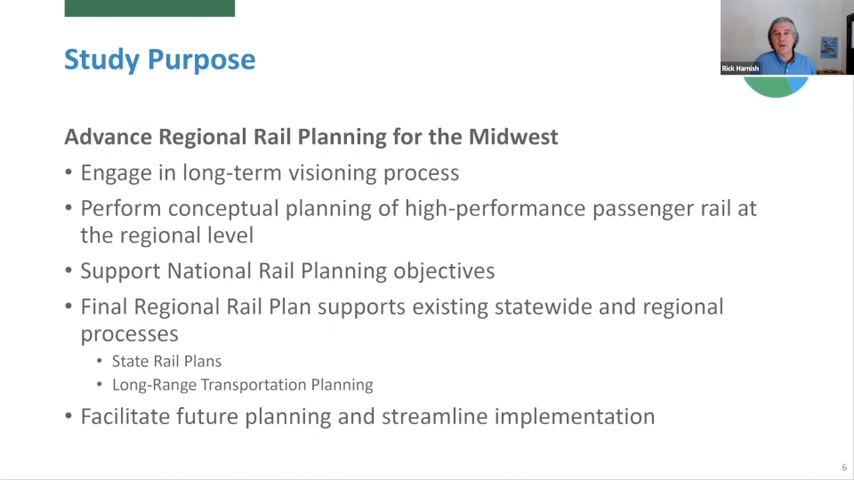 Study Purpose
Rick Harnish
Advance Regional Rail Planning for the Midwest
• Engage in long-term visioning process
• Perform conceptual planning of high-performance passenger rail at
the regional level
• Support National Rail Planning objectives
• Final Regional Rail Plan supports existing statewide and regional
processes
• State Rail Plans
• Long-Range Transportation Planning
• Facilitate future planning and streamline implementation
6